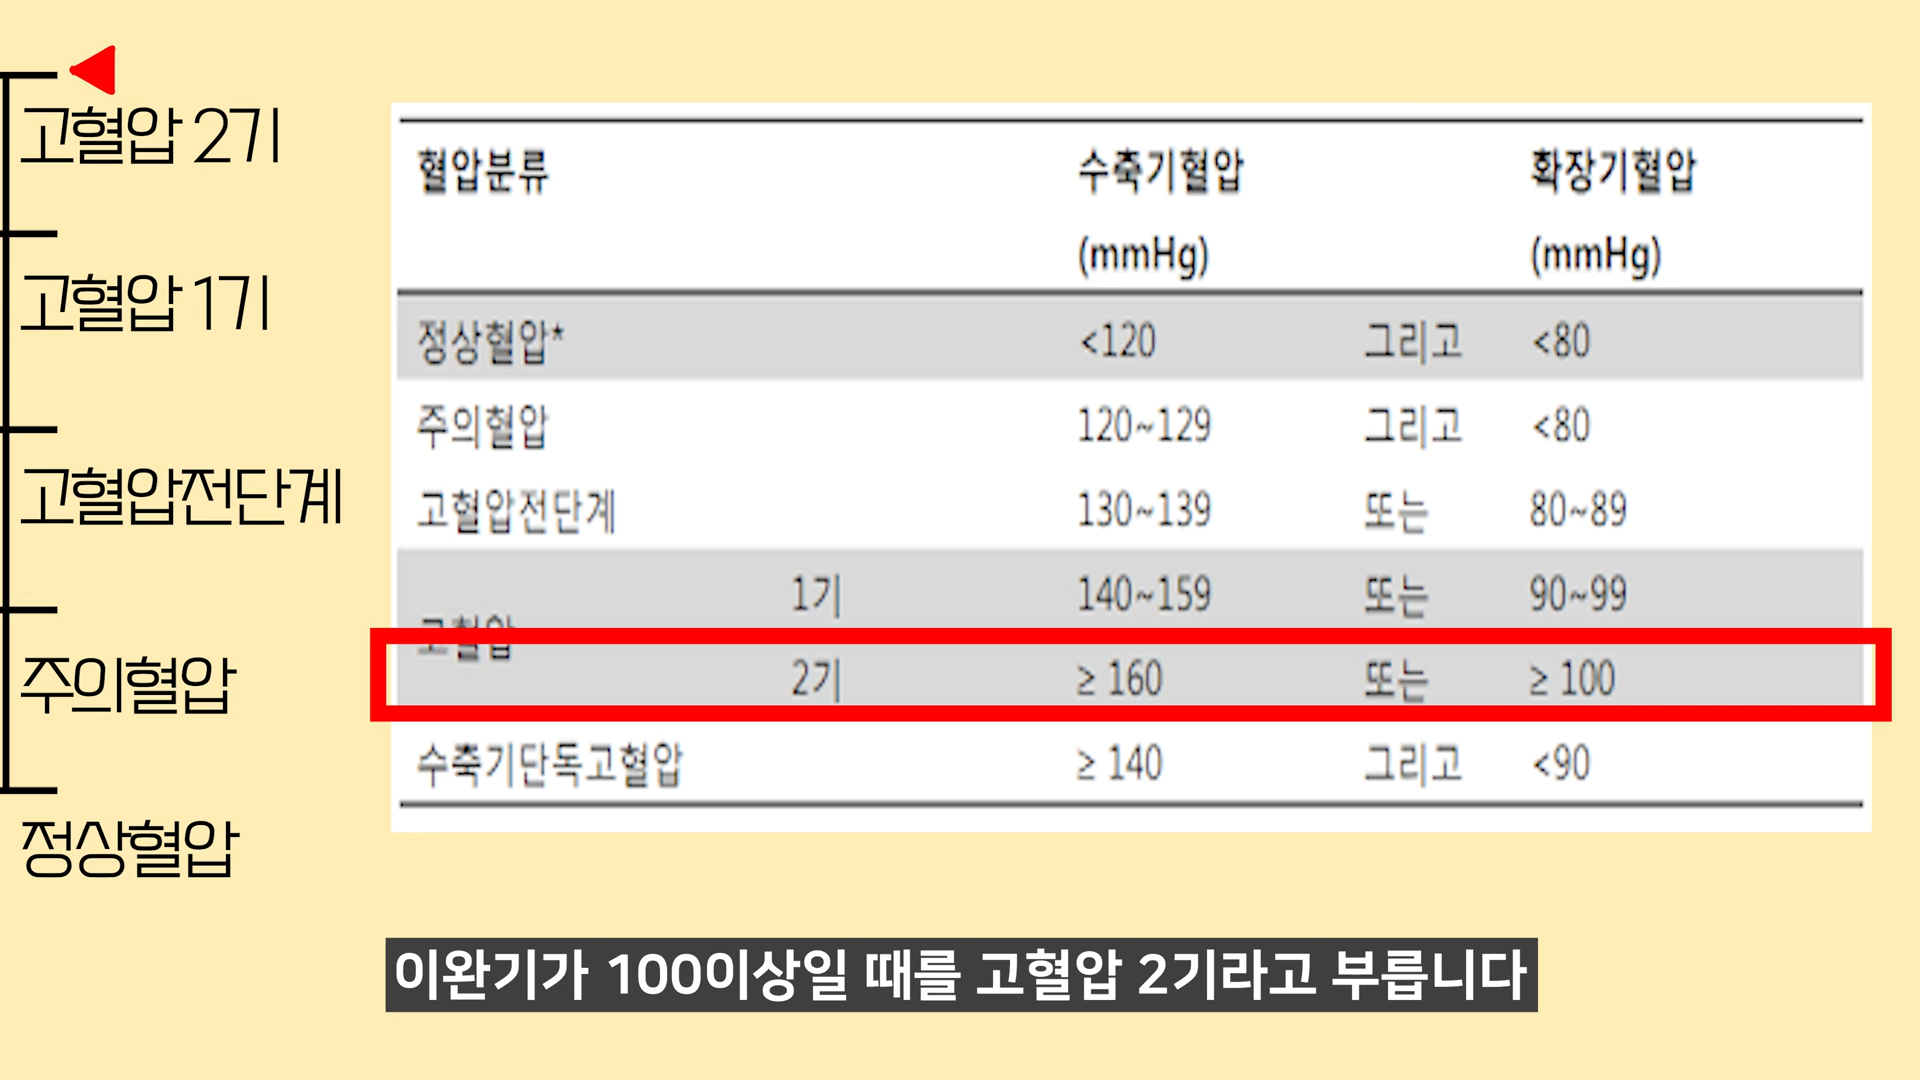 고혈압 2기
고혈압 1기
고혈압전단계
주의혈압
정상혈압
혈압분류 수축기혈압 확장기혈압
(mmHg) (mmHg)
정상혈압* <120 그리고 <80
주의혈압 120~129 그리고 <80
고혈압전단계 130~139 또는 80~89
고혈압 1기 140~159 또는 90~99
2기 ≥ 160 또는 ≥ 100
수축기단독고혈압 ≥ 140 그리고 <90
이완기가 100이상일 때를 고혈압 2기라고 부릅니다